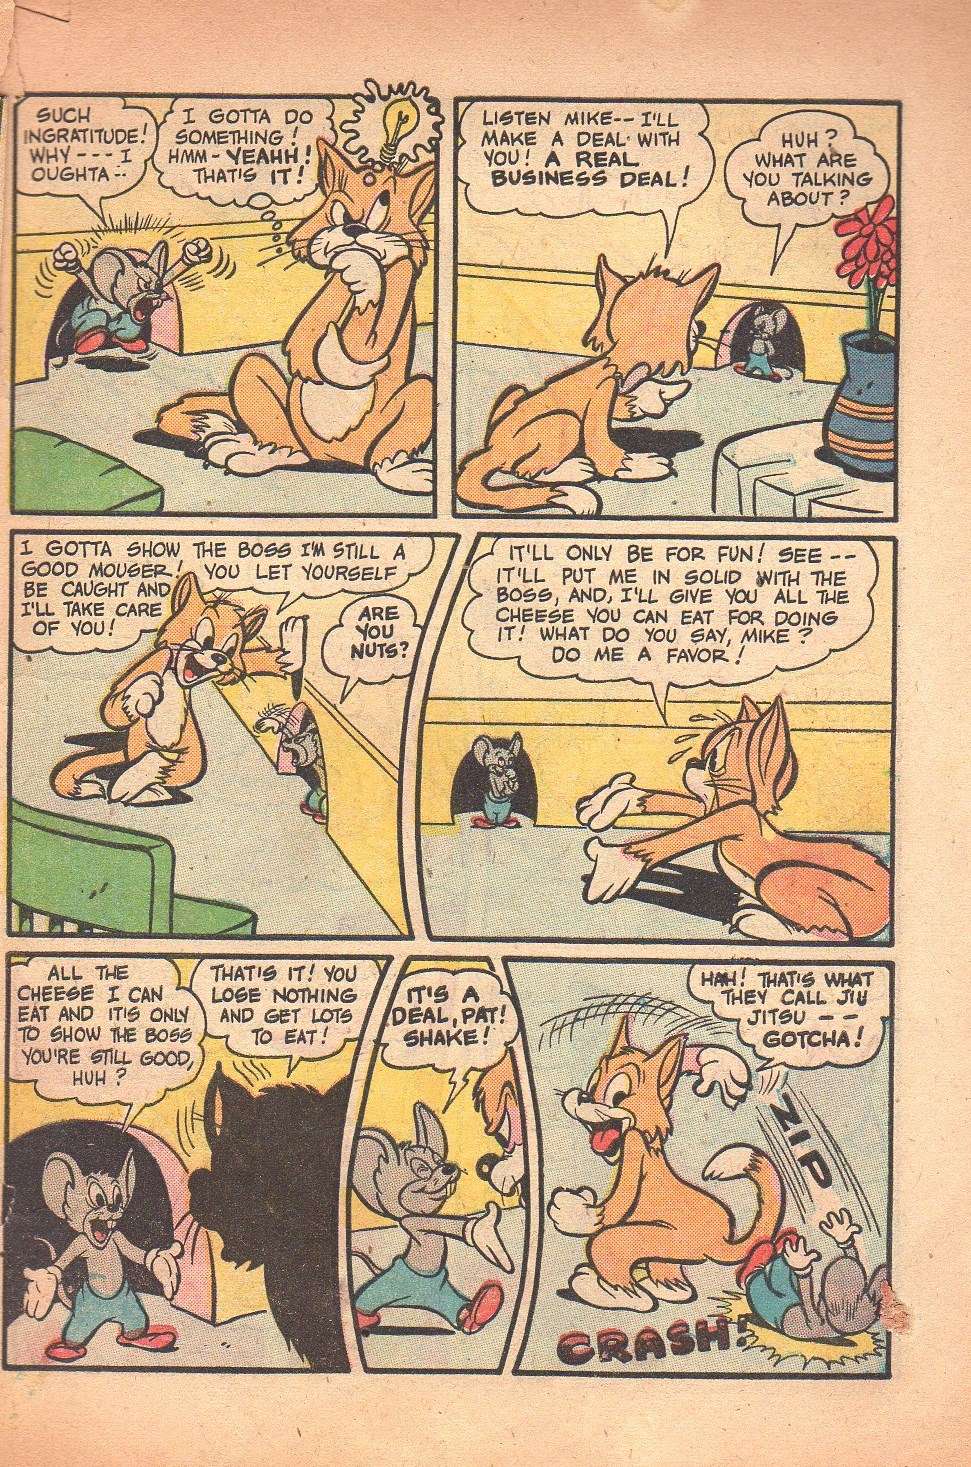 SUCH
INGRATITUDE!
WHY --- I
OUGHTA--
I GOTTA DO
SOMETHING!
HMM- YEAHH!
THAT'S IT!
LISTEN MIKE-- I'LL
MAKE A DEAL WITH
YOU! A REAL
BUSINESS DEAL!
HUH?
WHAT ARE
YOU TALKING
ABOUT?
I GOTTA SHOW THE BOSS I'M STILL A
GOOD MOUSER! YOU LET YOURSELF
BE CAUGHT AND
I'LL TAKE CARE
OF YOU!
ARE
YOU
NUTS?
IT'LL ONLY BE FOR FUN! SEE --
IT'LL PUT ME IN SOLID WITH THE
BOSS, AND, I'LL GIVE YOU ALL THE
CHEESE YOU CAN EAT FOR DOING
IT! WHAT DO YOU SAY, MIKE?
DO ME A FAVOR!
ALL THE
CHEESE I CAN
EAT AND IT'S ONLY
TO SHOW THE BOSS
YOU'RE STILL GOOD,
HUH?
THAT'S IT! YOU
LOSE NOTHING
AND GET LOTS
TO EAT!
IT'S A
DEAL, PAT!
SHAKE!
HAH! THAT'S WHAT
THEY CALL JIU
JITSU --
GOTCHA!
ZIP
CRASH!